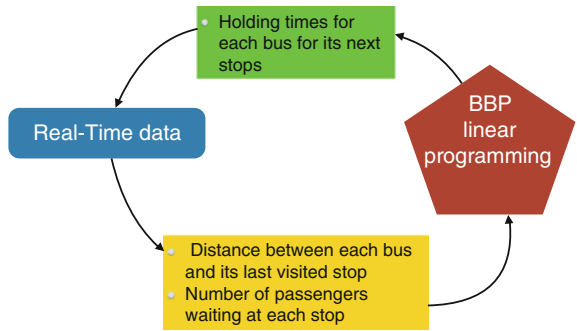 Holding times for
each bus for its next
stops
Real-Time data
BBP
linear
programming
Distance between each bus
and its last visited stop
Number of passengers
waiting at each stop